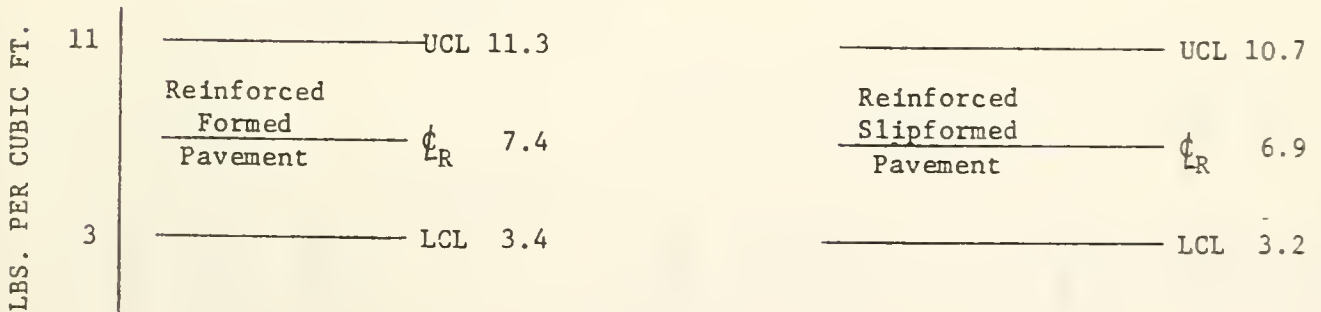 LBS. PER CUBIC FT.
11
3
UCL 11.3
Reinforced
Formed
Pavement
℄R 7.4
LCL 3.4
UCL 10.7
Reinforced
Slipformed
Pavement
℄R 6.9
LCL 3.2